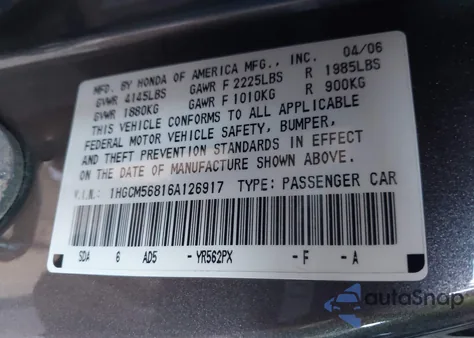 MFD. BY HONDA OF AMERICA MFG., INC. 04/06
GVWR 4145LBS GAWR F 2225LBS R 1985LBS
GVWR 1880KG GAWR F 1010KG R 900KG
THIS VEHICLE CONFORMS TO ALL APPLICABLE
FEDERAL MOTOR VEHICLE SAFETY, BUMPER,
AND THEFT PREVENTION STANDARDS IN EFFECT
ON THE DATE OF MANUFACTURE SHOWN ABOVE.
V.I.N.: 1HGCM56816A126917 TYPE: PASSENGER CAR
SDA 6 AD5 -YR562PX -F -A
autoSnap